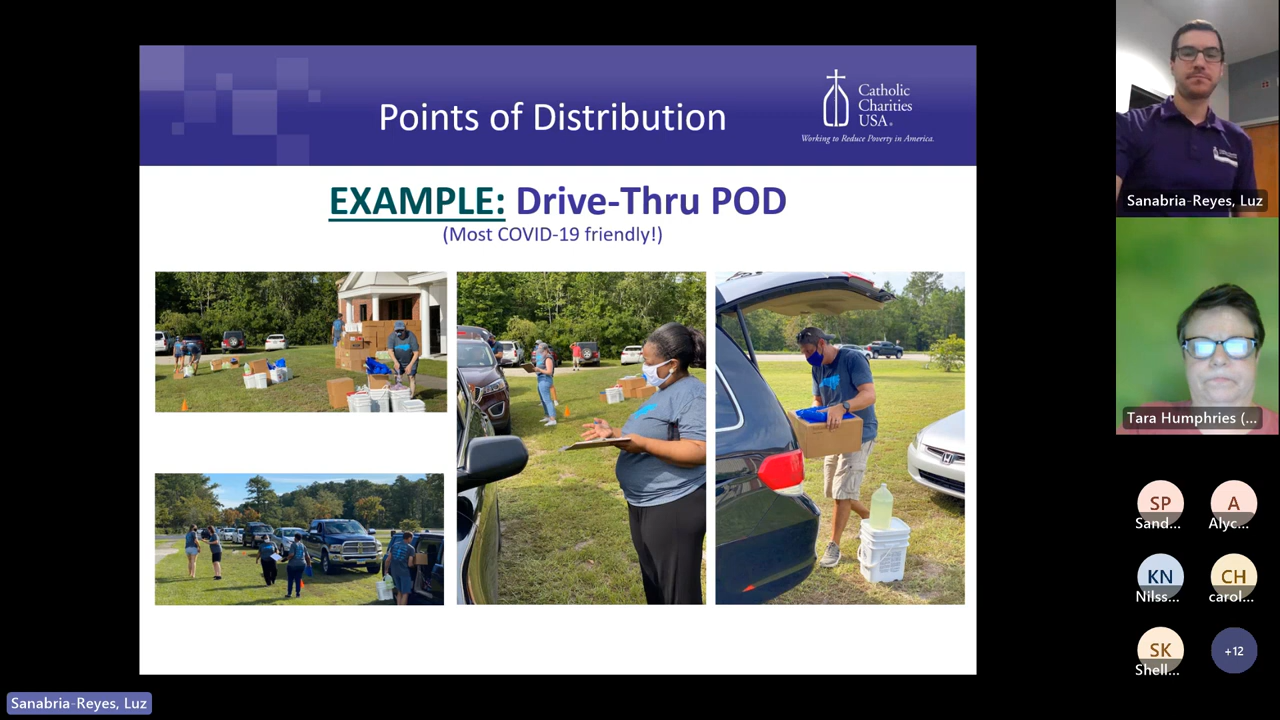 Points of Distribution
Catholic
Charities
USA®
Working to Reduce Poverty in America.
EXAMPLE: Drive-Thru POD
(Most COVID-19 friendly!)
Sanabria-Reyes, Luz
Tara Humphries (...
SP
Sand...
A
Alyc...
KN
Nilss...
CH
carol...
SK
Shell...
+12
Sanabria-Reyes, Luz